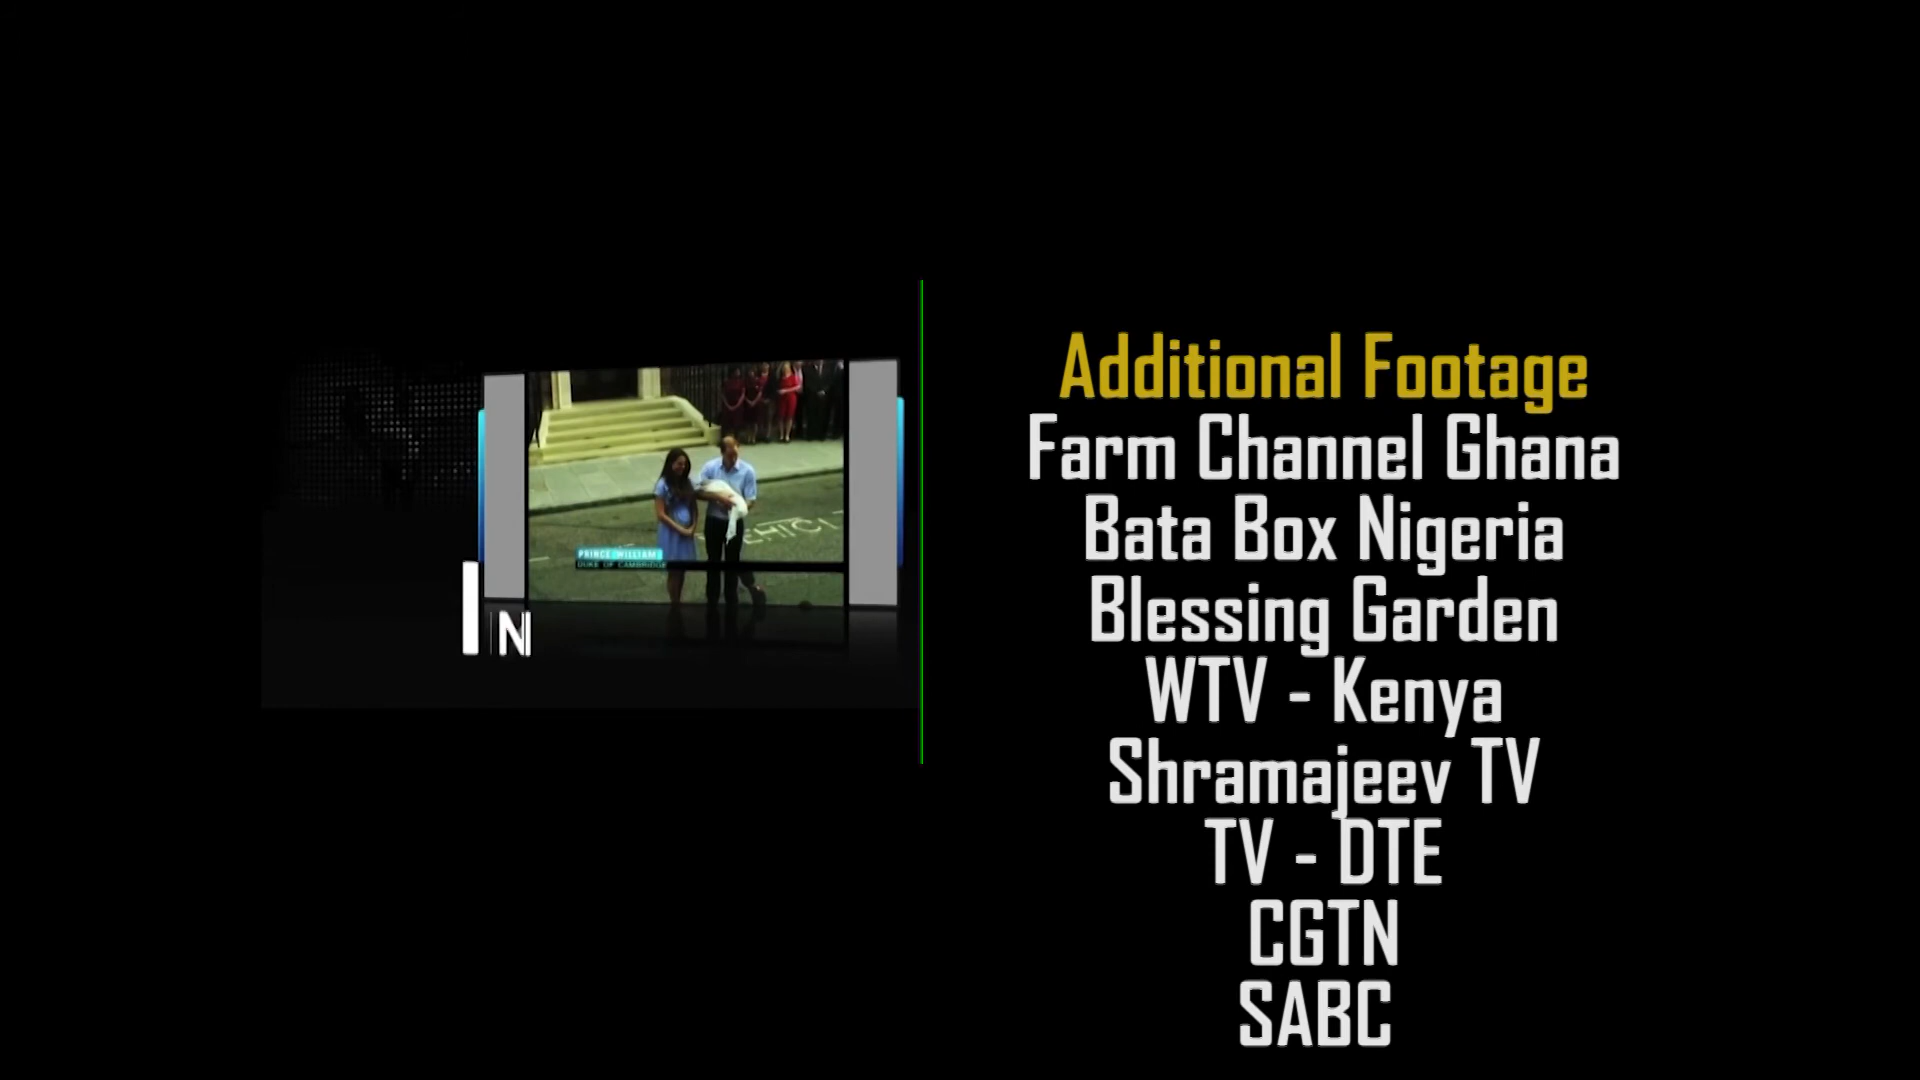 PRINCE WILLIAM
DUKE OF CAMBRIDGE
IN
Additional Footage
Farm Channel Ghana
Bata Box Nigeria
Blessing Garden
WTV - Kenya
Shramajeev TV
TV - DTE
CGTN
SABC